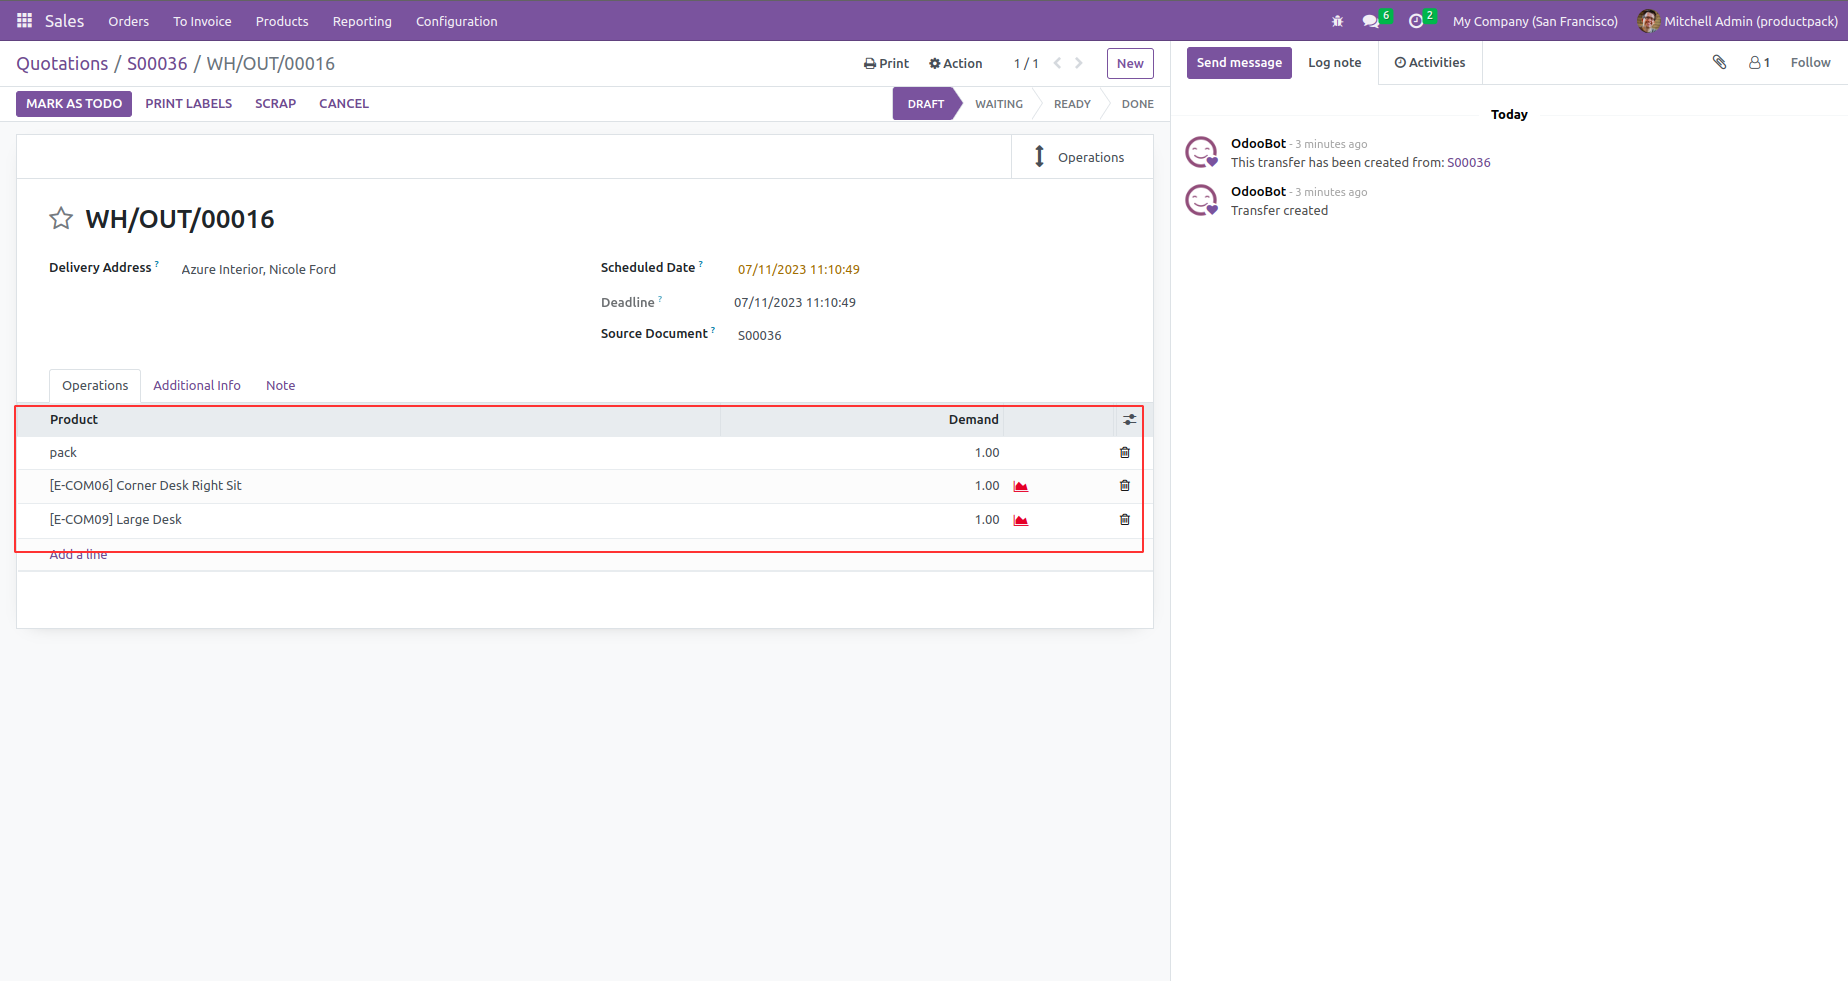 Sales Orders To Invoice Products Reporting Configuration 6 2 My Company (San Francisco) Mitchell Admin (productpack)
Quotations / S00036 / WH/OUT/00016 Print Action 1 / 1 New
MARK AS TODO PRINT LABELS SCRAP CANCEL DRAFT WAITING READY DONE
Operations
WH/OUT/00016
Delivery Address ? Azure Interior, Nicole Ford
Scheduled Date ? 07/11/2023 11:10:49
Deadline ? 07/11/2023 11:10:49
Source Document ? S00036
Operations Additional Info Note
Product Demand
pack 1.00
[E-COM06] Corner Desk Right Sit 1.00
[E-COM09] Large Desk 1.00
Add a line
Send message Log note Activities 1 Follow
Today
OdooBot - 3 minutes ago
This transfer has been created from: S00036
OdooBot - 3 minutes ago
Transfer created